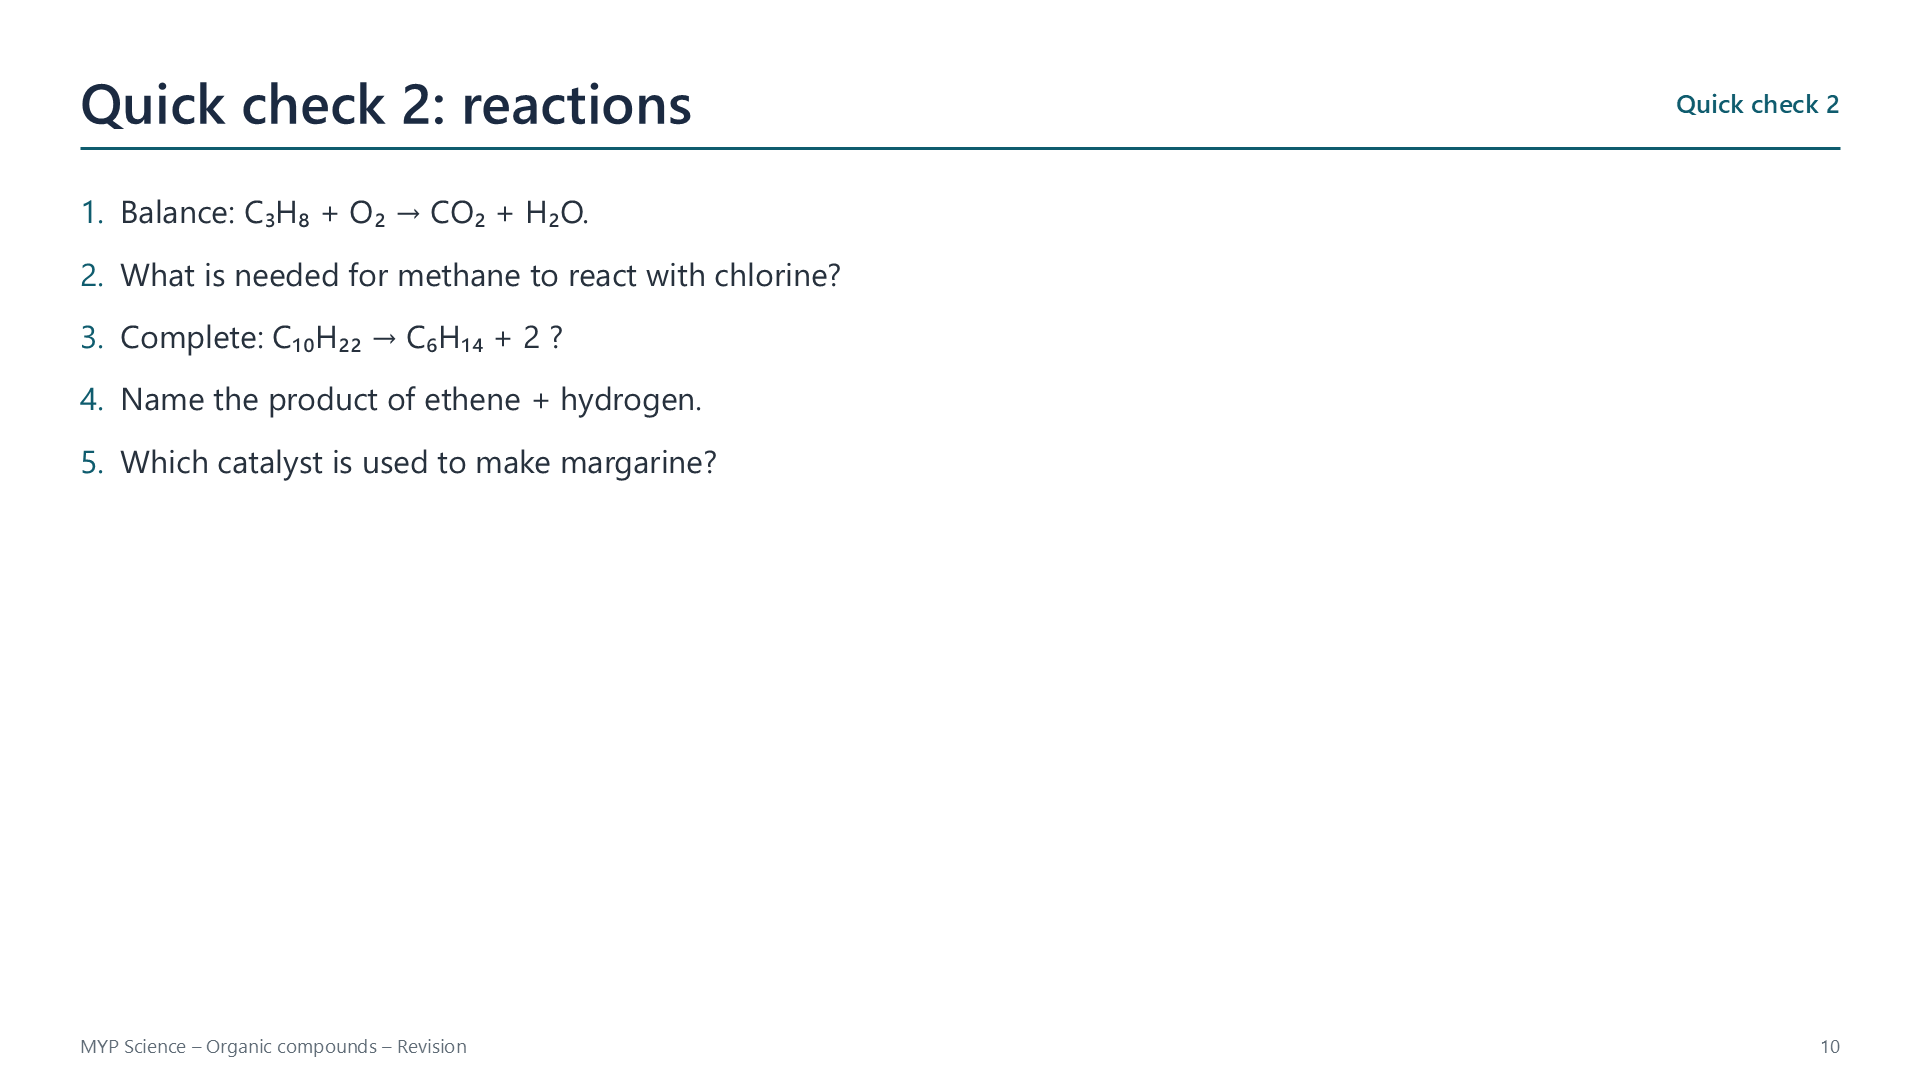 Quick check 2: reactions
Quick check 2
1. Balance: C₃H₈ + O₂ → CO₂ + H₂O.
2. What is needed for methane to react with chlorine?
3. Complete: C₁₀H₂₂ → C₆H₁₄ + 2 ?
4. Name the product of ethene + hydrogen.
5. Which catalyst is used to make margarine?
MYP Science – Organic compounds – Revision
10